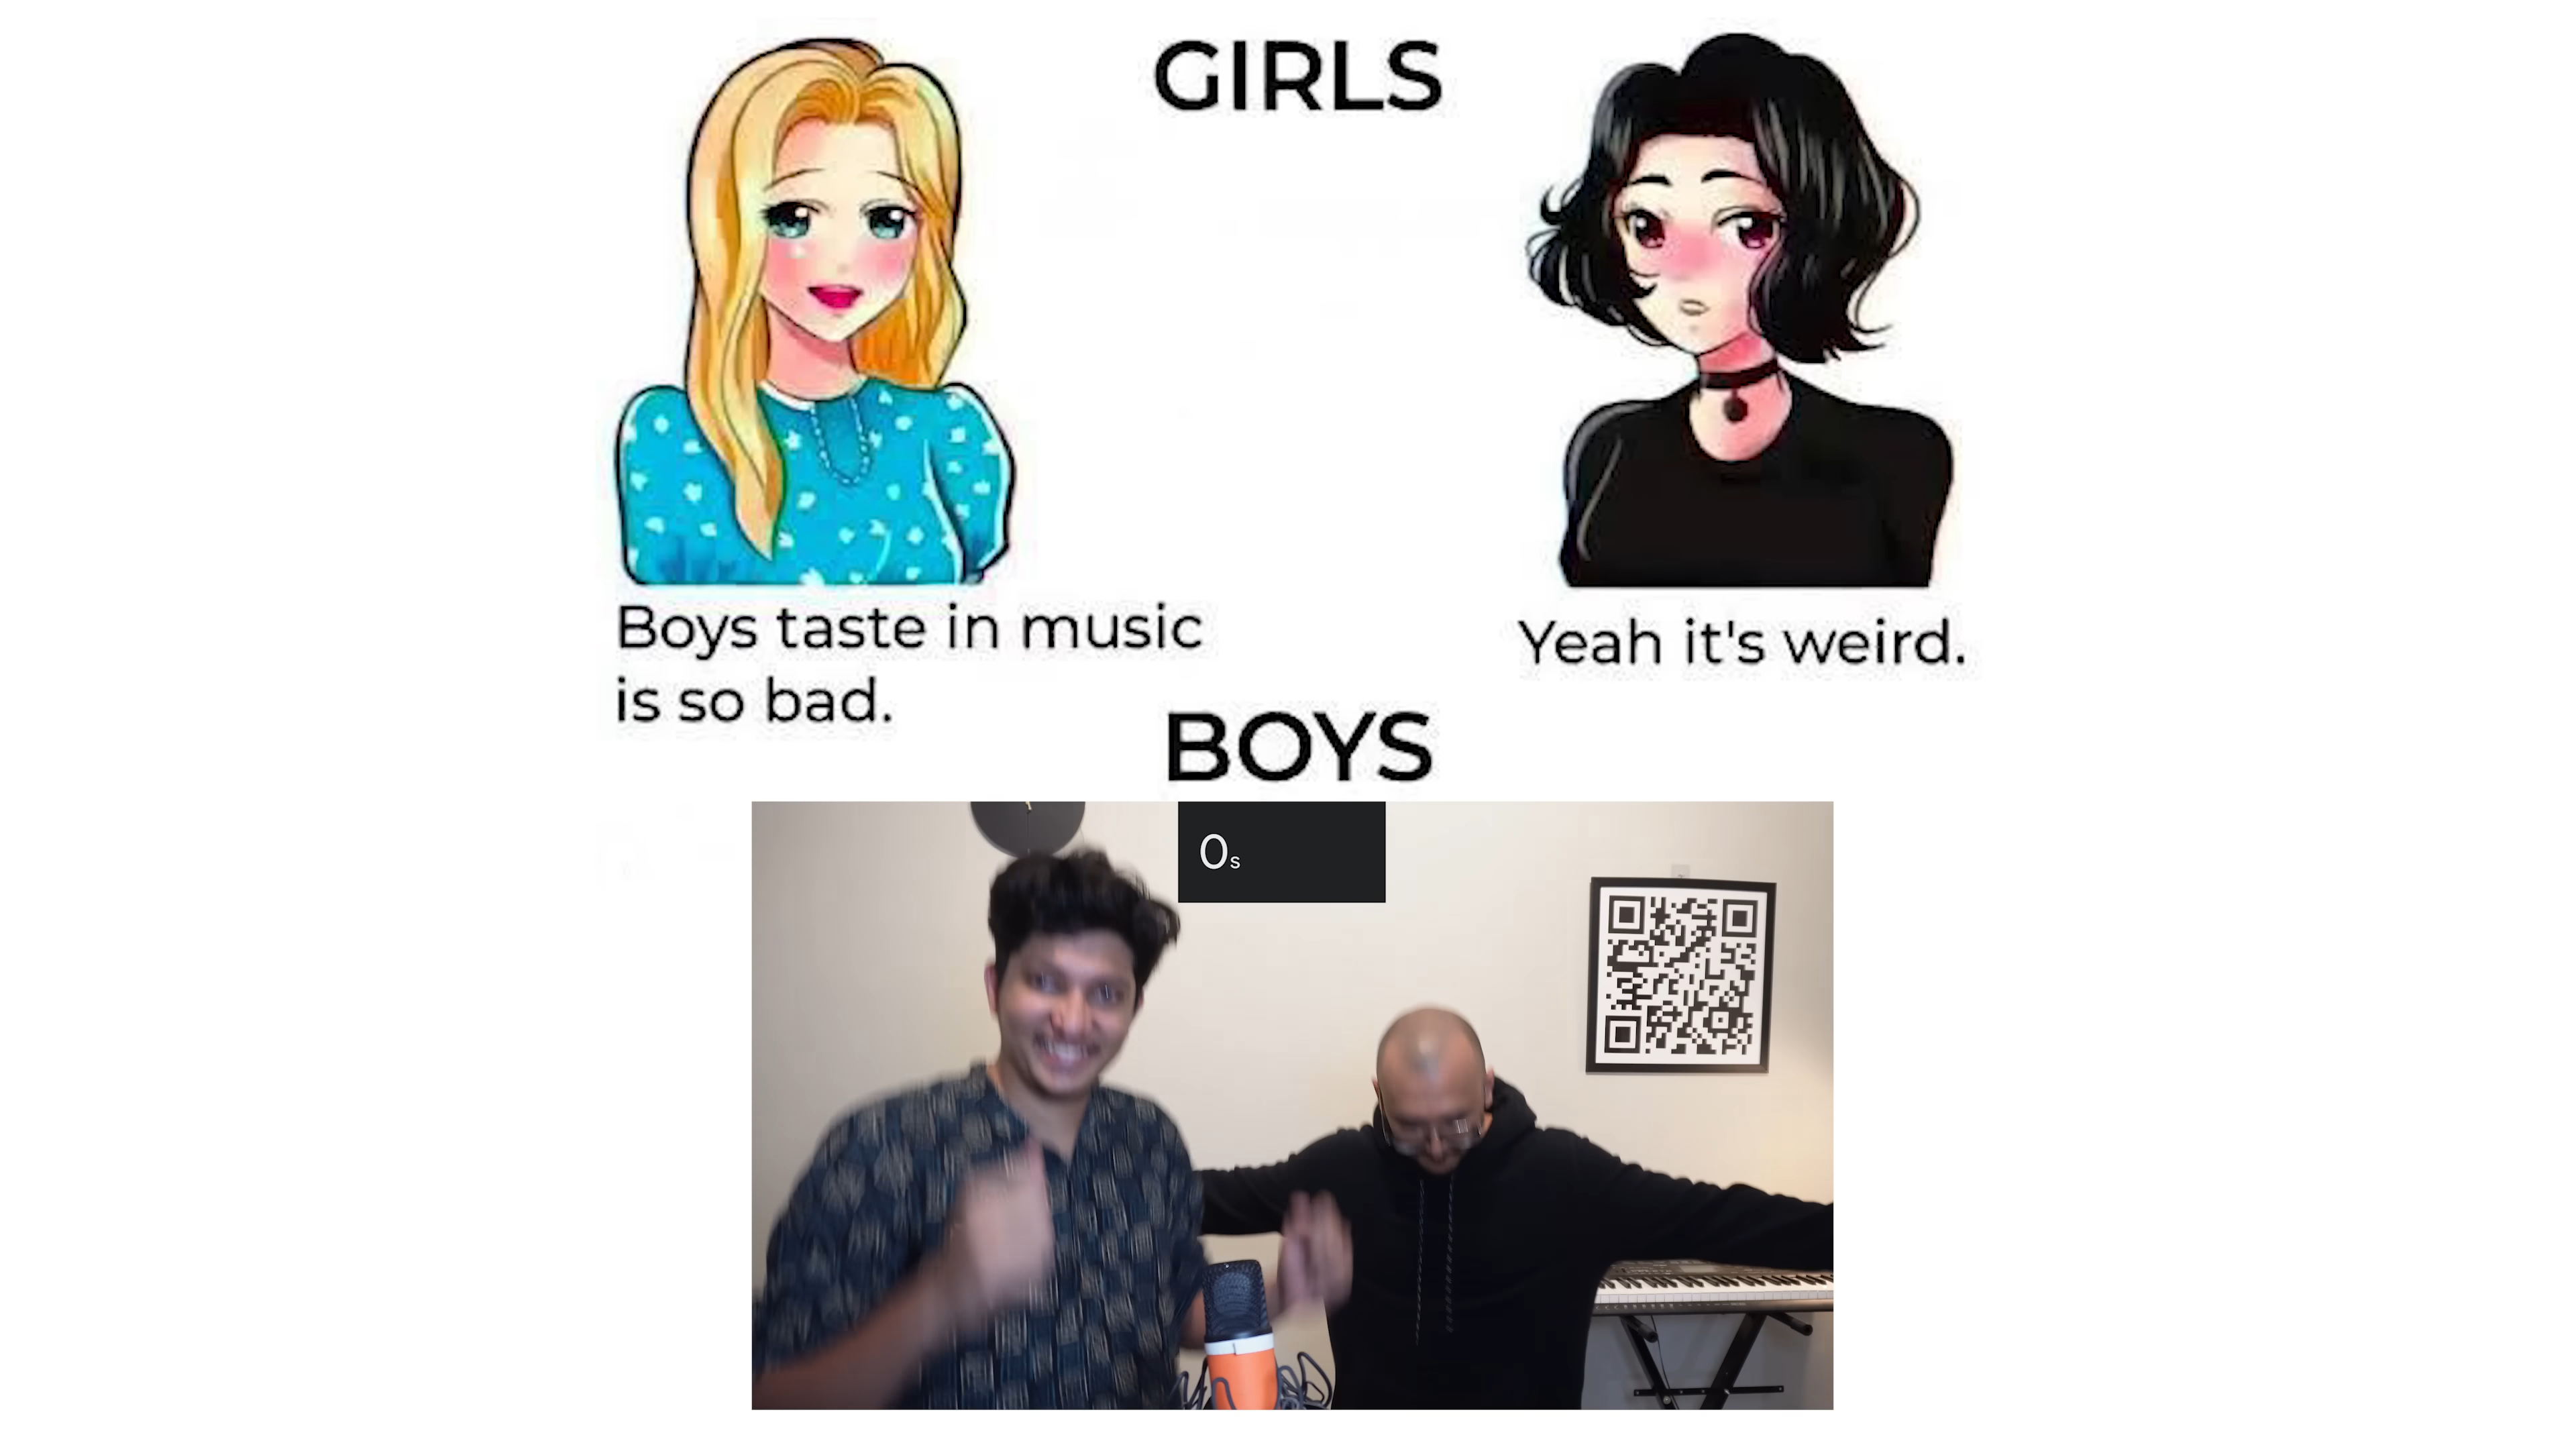 GIRLS
Boys taste in music
is so bad.
Yeah it's weird.
BOYS
0s